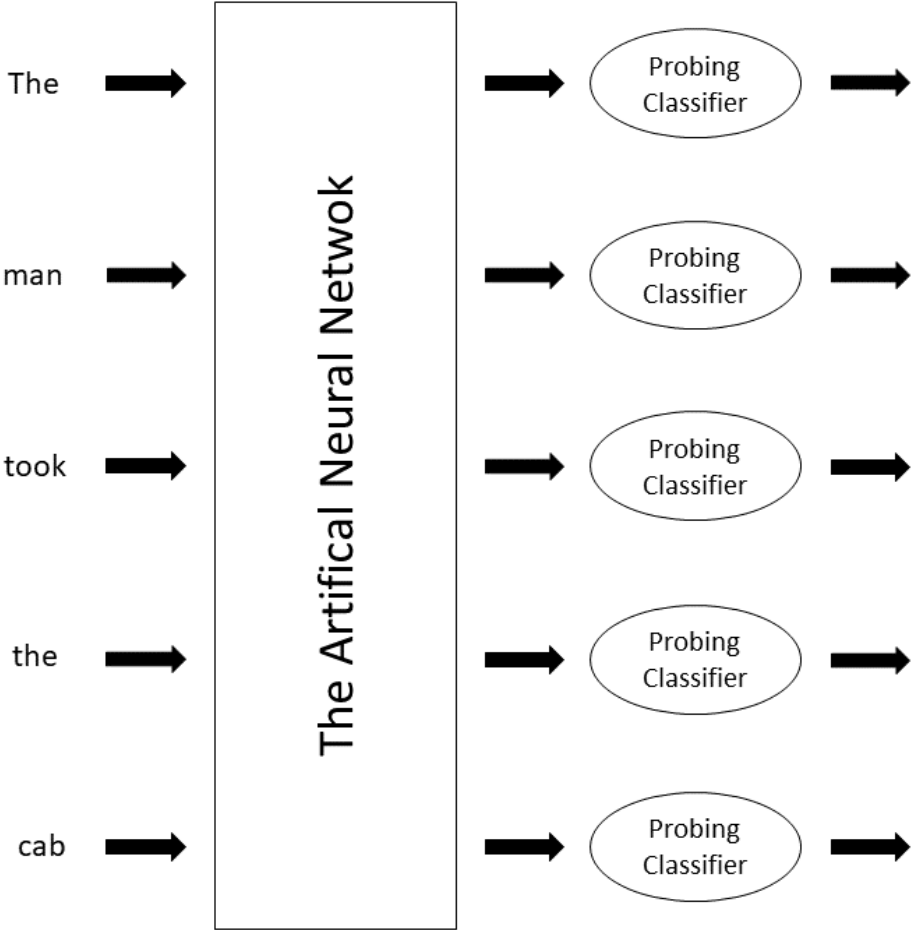 The
Probing
Classifier
man
Probing
Classifier
took
Probing
Classifier
the
Probing
Classifier
cab
Probing
Classifier
The Artifical Neural Netwok